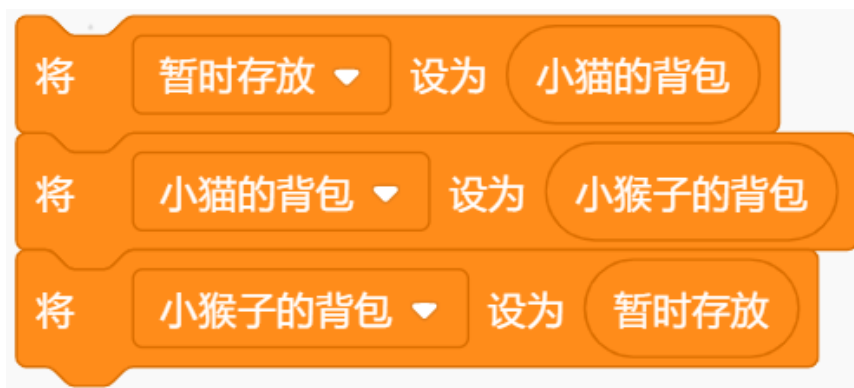 将 暂时存放 设为 小猫的背包
将 小猫的背包 设为 小猴子的背包
将 小猴子的背包 设为 暂时存放